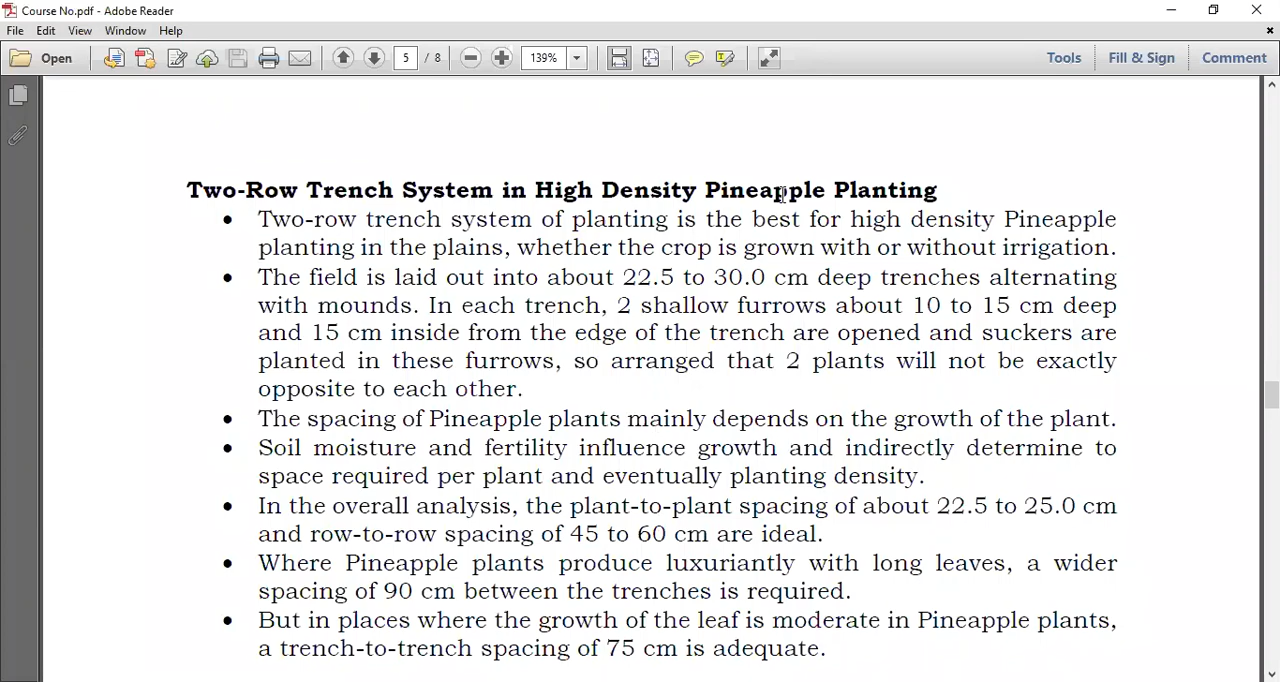 Course No.pdf - Adobe Reader
File Edit View Window Help
Open 5 / 8 139% Tools Fill & Sign Comment
Two-Row Trench System in High Density Pineapple Planting
• Two-row trench system of planting is the best for high density Pineapple
planting in the plains, whether the crop is grown with or without irrigation.
• The field is laid out into about 22.5 to 30.0 cm deep trenches alternating
with mounds. In each trench, 2 shallow furrows about 10 to 15 cm deep
and 15 cm inside from the edge of the trench are opened and suckers are
planted in these furrows, so arranged that 2 plants will not be exactly
opposite to each other.
• The spacing of Pineapple plants mainly depends on the growth of the plant.
• Soil moisture and fertility influence growth and indirectly determine to
space required per plant and eventually planting density.
• In the overall analysis, the plant-to-plant spacing of about 22.5 to 25.0 cm
and row-to-row spacing of 45 to 60 cm are ideal.
• Where Pineapple plants produce luxuriantly with long leaves, a wider
spacing of 90 cm between the trenches is required.
• But in places where the growth of the leaf is moderate in Pineapple plants,
a trench-to-trench spacing of 75 cm is adequate.